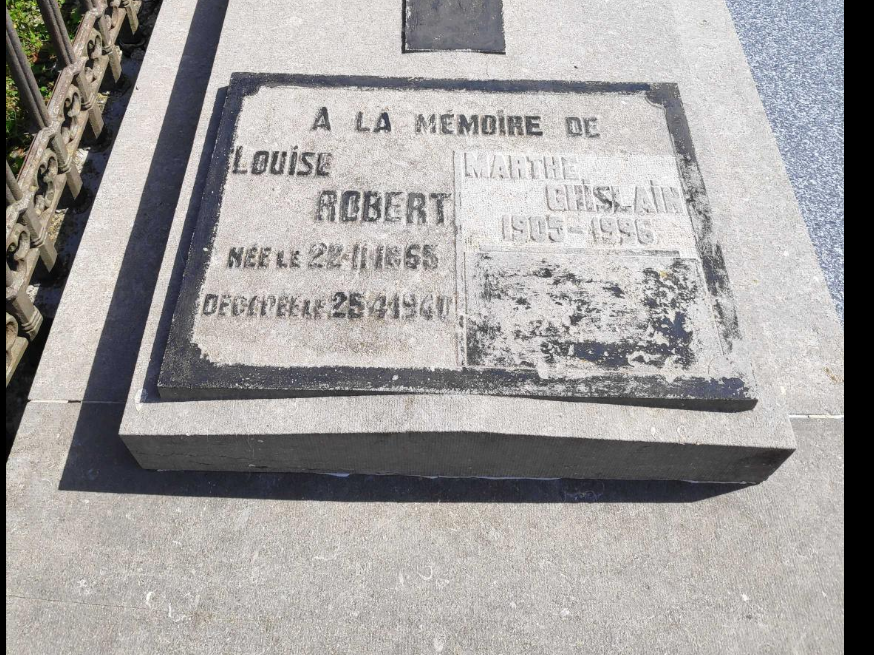 À LA MÉMOIRE DE
LOUISE
ROBERT
NÉE LE 22-11-1865
DÉCÉDÉE LE 25-4-1940
MARTHE
GHISLAIN
1905-1996